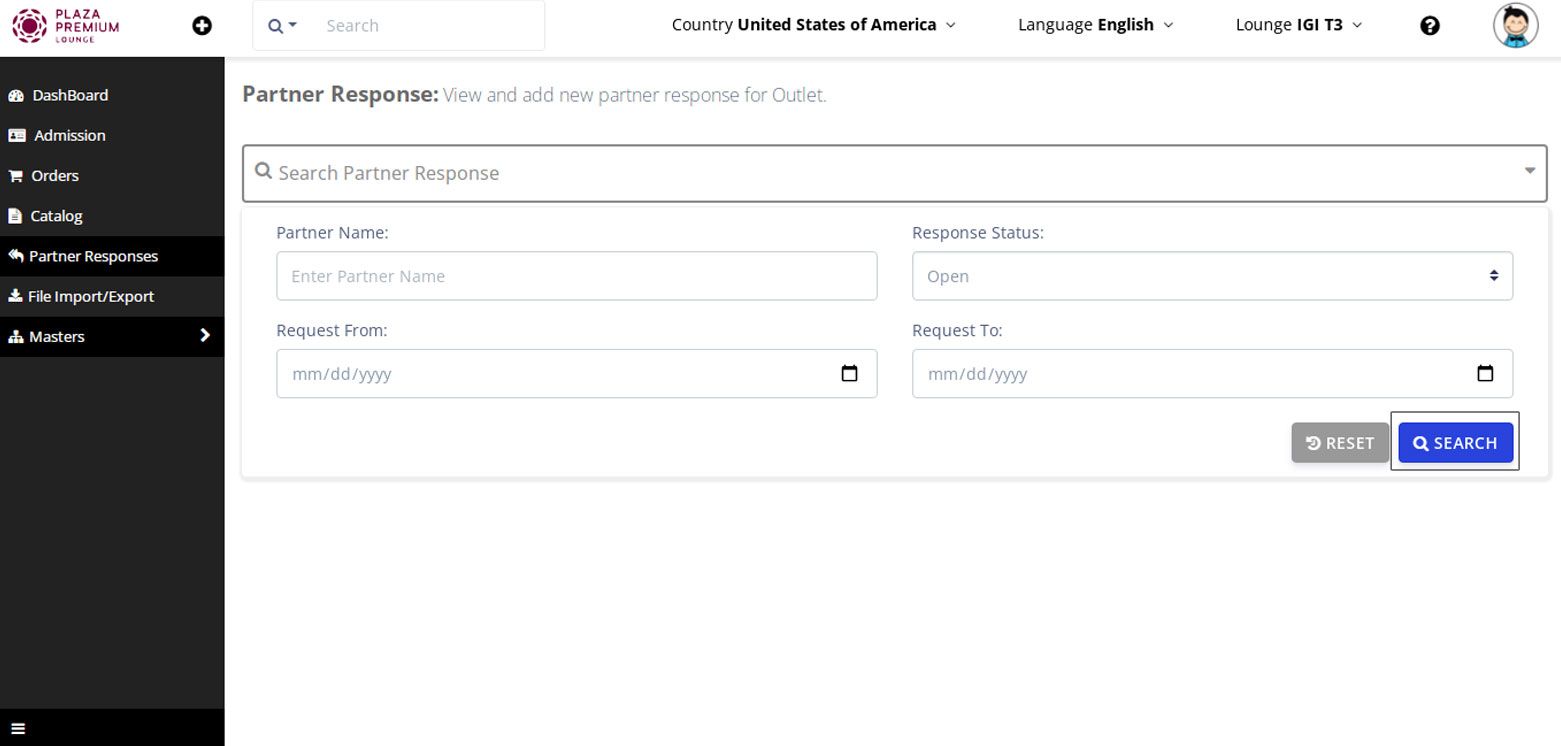 PLAZA
PREMIUM
LOUNGE
Search
Country United States of America
Language English
Lounge IGI T3
DashBoard
Admission
Orders
Catalog
Partner Responses
File Import/Export
Masters
Partner Response: View and add new partner response for Outlet.
Search Partner Response
Partner Name:
Response Status:
Enter Partner Name
Open
Request From:
Request To:
mm/dd/yyyy
mm/dd/yyyy
RESET
SEARCH